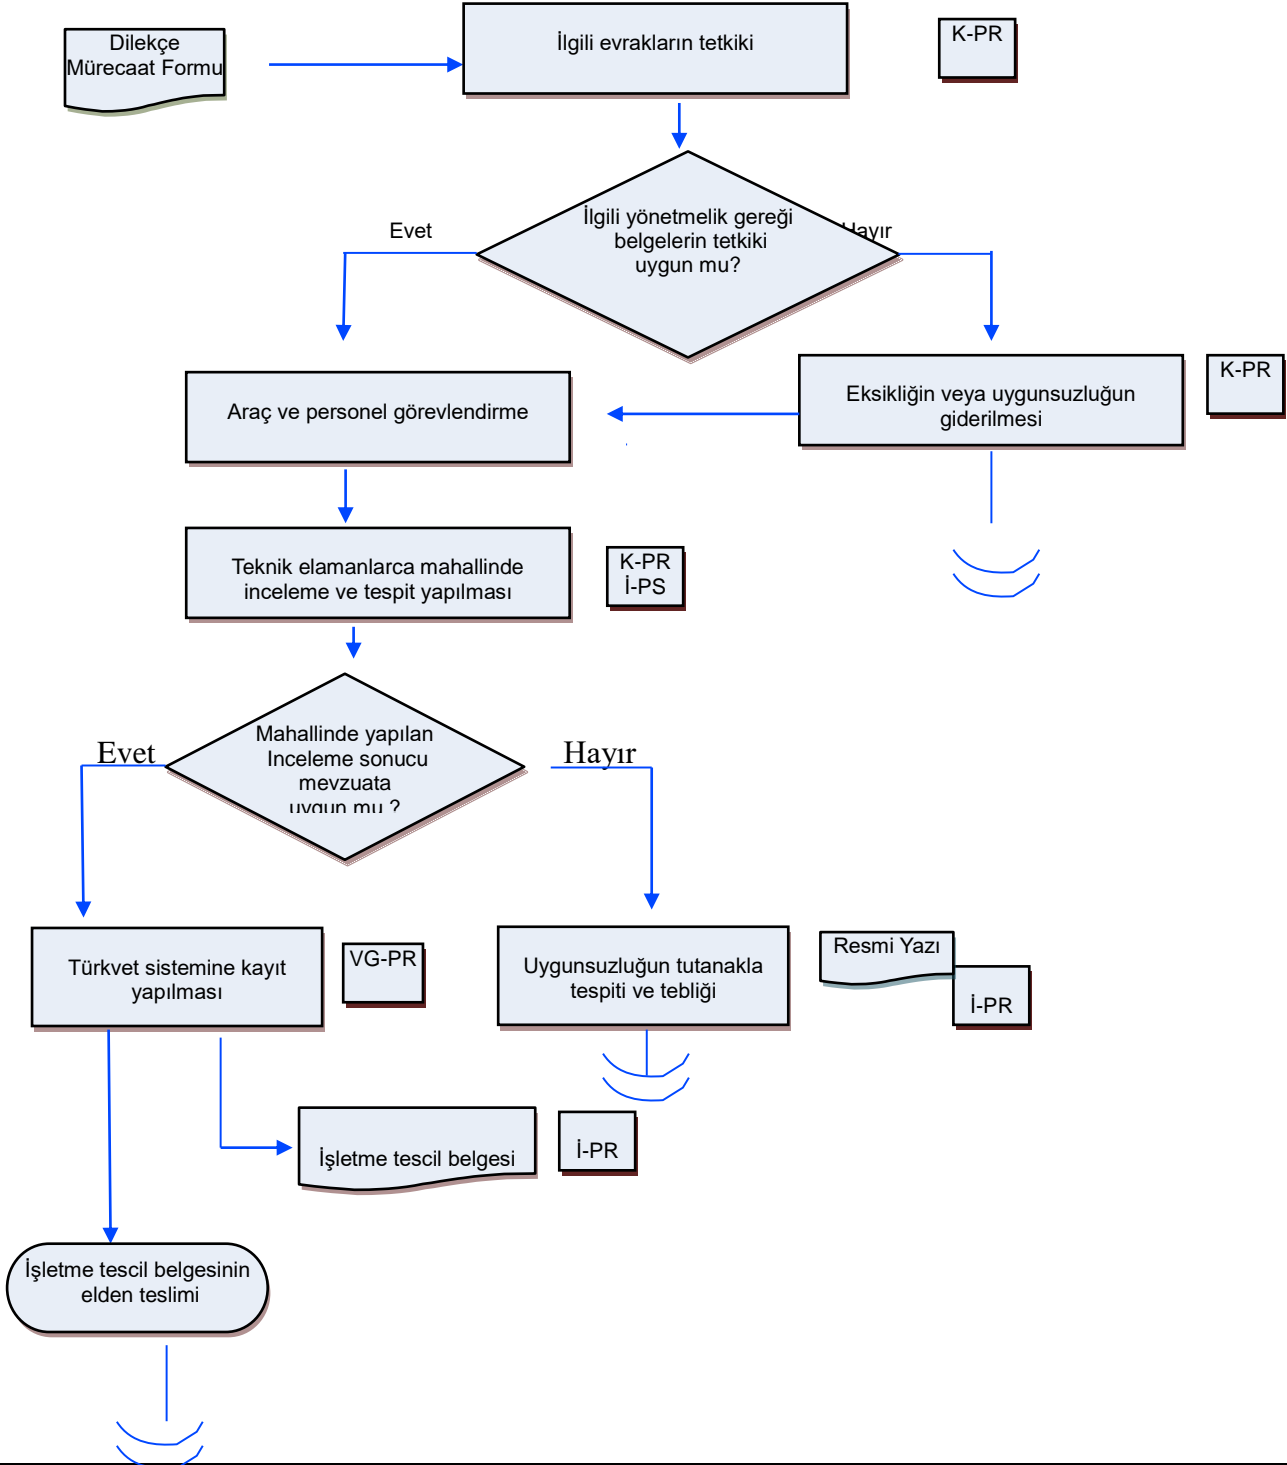 Dilekçe
Mürecaat Formu
İlgili evrakların tetkiki
K-PR
İlgili yönetmelik gereği
belgelerin tetkiki
uygun mu?
Evet
Hayır
Araç ve personel görevlendirme
Eksikliğin veya uygunsuzluğun
giderilmesi
K-PR
Teknik elamanlarca mahallinde
inceleme ve tespit yapılması
K-PR
İ-PS
Mahallinde yapılan
Inceleme sonucu
mevzuata
uygun mu ?
Evet
Hayır
Türkvet sistemine kayıt
yapılması
VG-PR
Uygunsuzluğun tutanakla
tespiti ve tebliği
Resmi Yazı
İ-PR
İşletme tescil belgesi
İ-PR
İşletme tescil belgesinin
elden teslimi